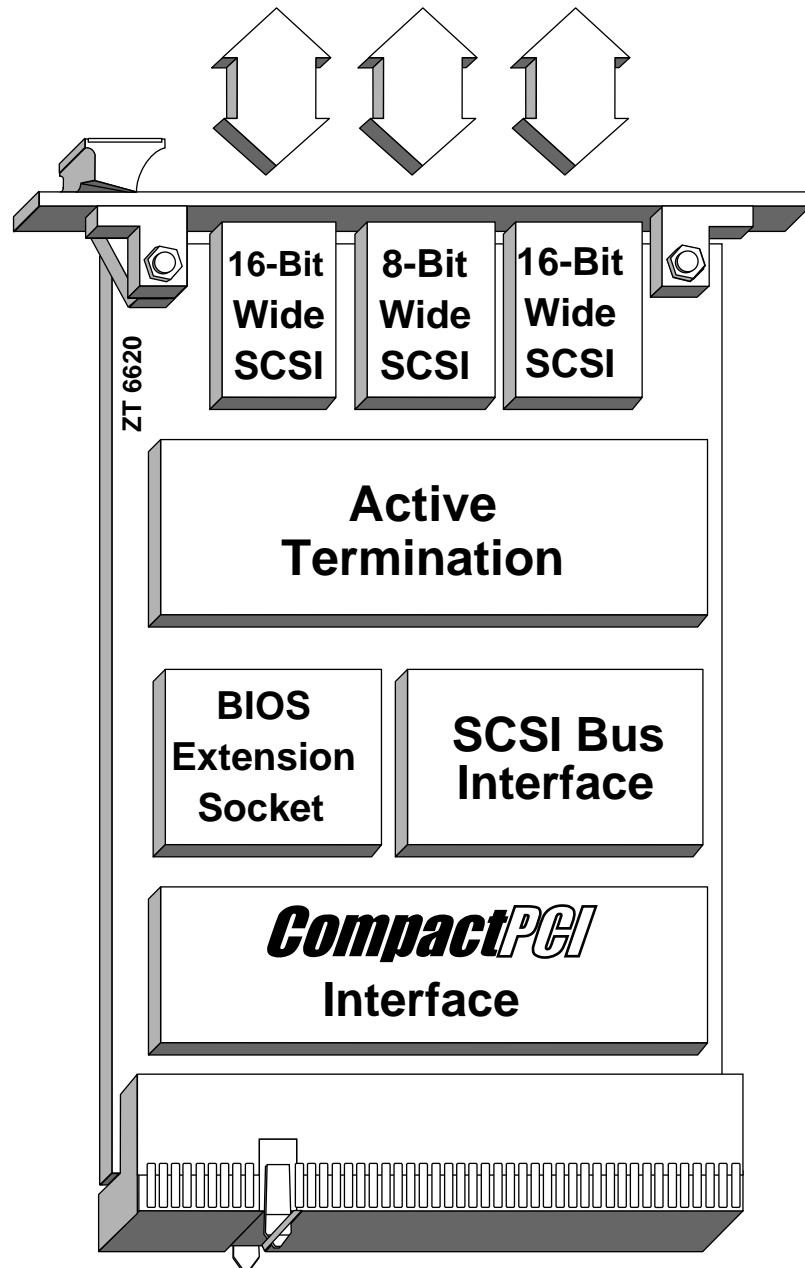 16-Bit
Wide
SCSI
8-Bit
Wide
SCSI
16-Bit
Wide
SCSI
ZT 6620
Active
Termination
BIOS
Extension
Socket
SCSI Bus
Interface
CompactPCI
Interface